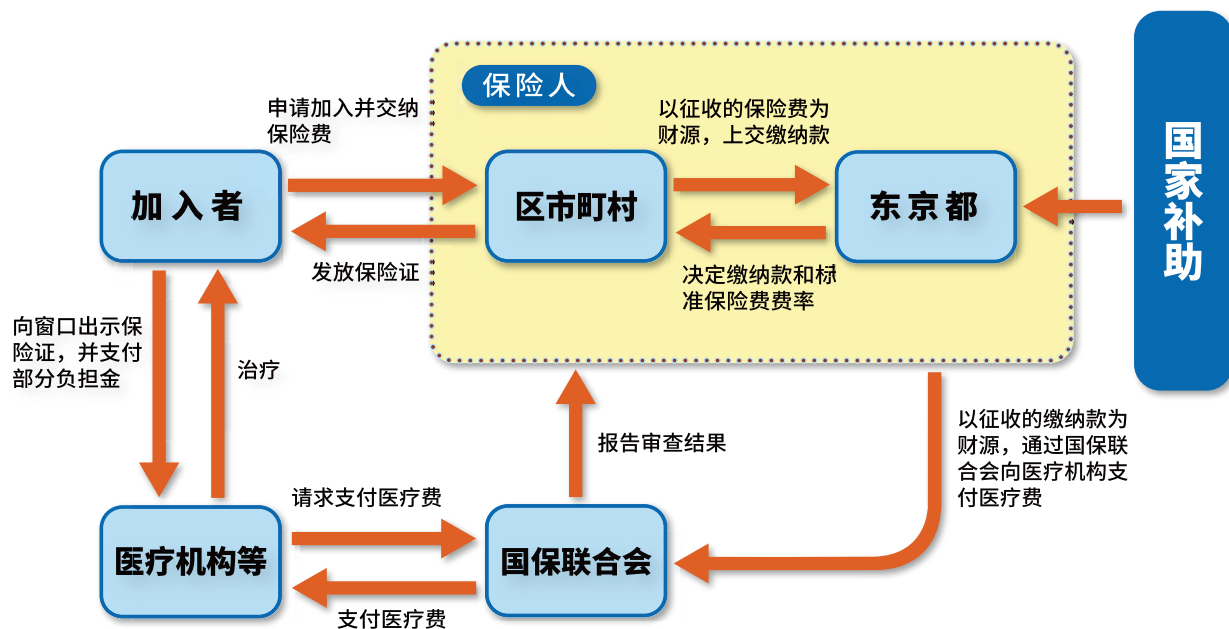 保险人
申请加入并交纳
保险费
以征收的保险费为
财源，上交缴纳款
加入者
区市町村
东京都
国家补助
发放保险证
决定缴纳款和标
准保险费费率
向窗口出示保
险证，并支付
部分负担金
治疗
报告审查结果
以征收的缴纳款为
财源，通过国保联
合会向医疗机构支
付医疗费
请求支付医疗费
医疗机构等
国保联合会
支付医疗费